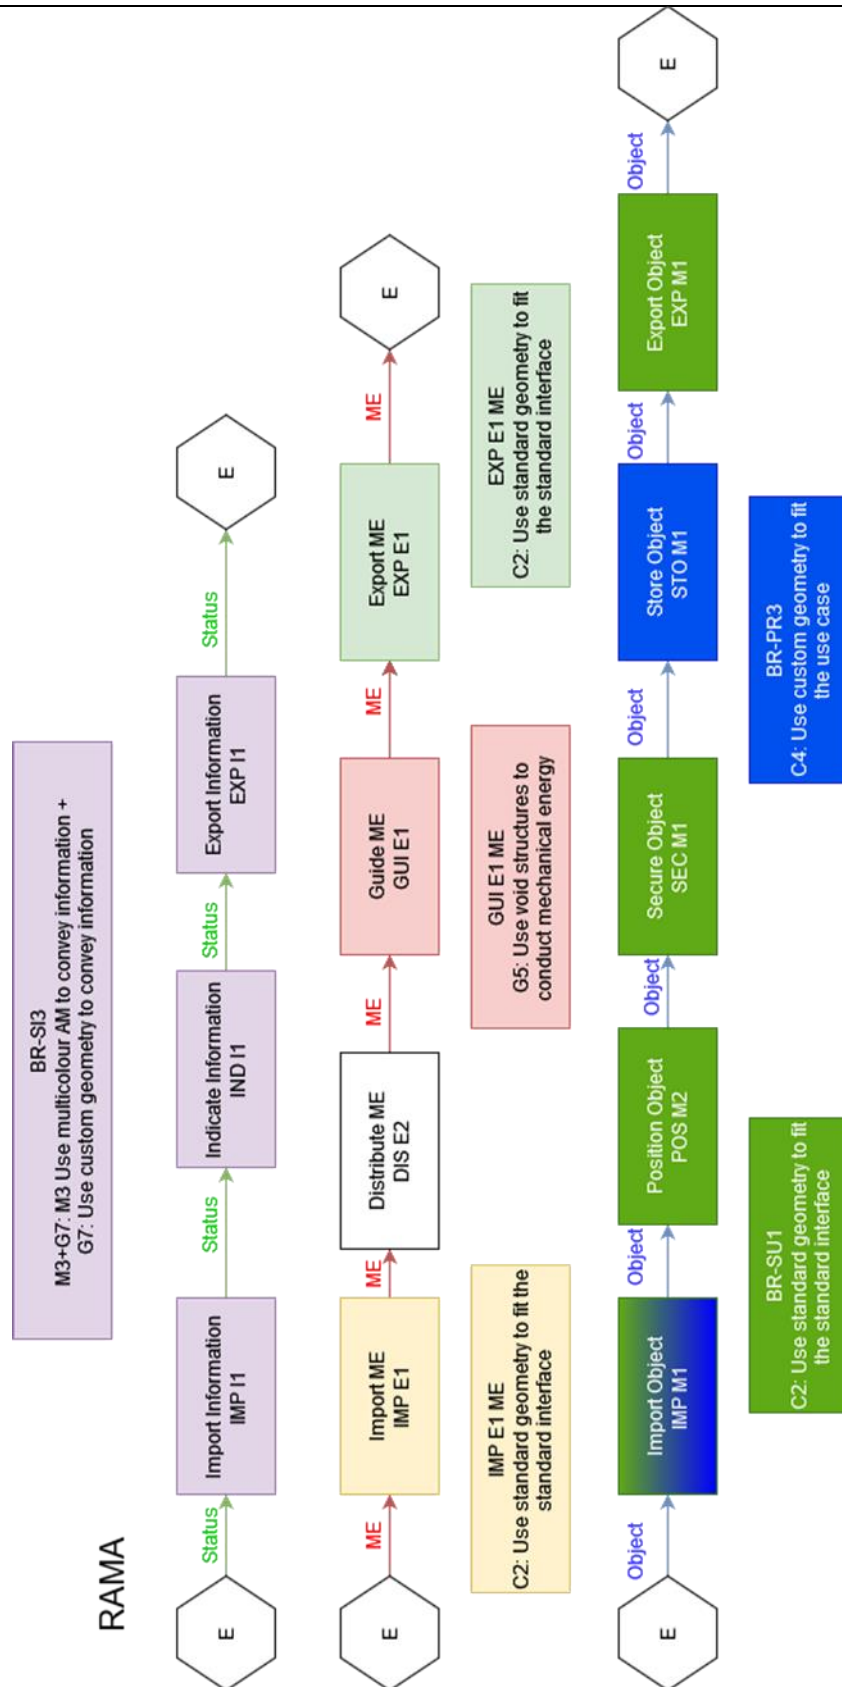 RAMA
BR-SI3
M3+G7: M3 Use multicolour AM to convey information +
G7: Use custom geometry to convey information
E
Status
Import Information
IMP I1
Status
Indicate Information
IND I1
Status
Export Information
EXP I1
Status
E
E
ME
Import ME
IMP E1
ME
Distribute ME
DIS E2
ME
Guide ME
GUI E1
ME
Export ME
EXP E1
ME
E
IMP E1 ME
C2: Use standard geometry to fit the
standard interface
GUI E1 ME
G5: Use void structures to
conduct mechanical energy
EXP E1 ME
C2: Use standard geometry to fit
the standard interface
E
Object
Import Object
IMP M1
Object
Position Object
POS M2
Object
Secure Object
SEC M1
Object
Store Object
STO M1
Object
Export Object
EXP M1
Object
E
BR-SU1
C2: Use standard geometry to fit
the standard interface
BR-PR3
C4: Use custom geometry to fit
the use case